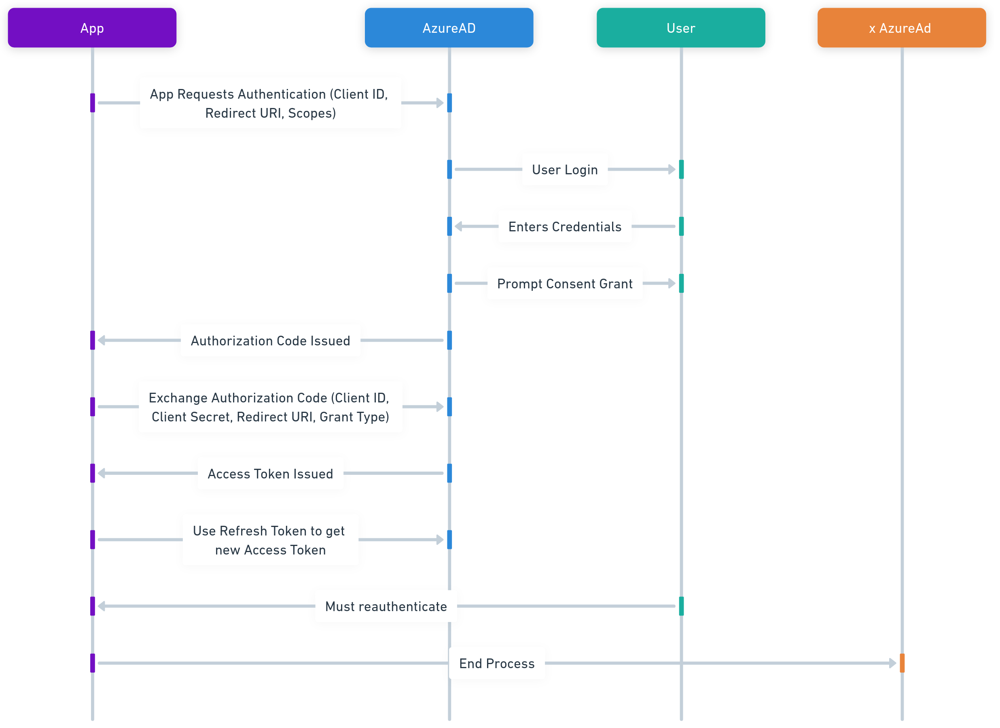 App
AzureAD
User
x AzureAd
App Requests Authentication (Client ID,
Redirect URI, Scopes)
User Login
Enters Credentials
Prompt Consent Grant
Authorization Code Issued
Exchange Authorization Code (Client ID,
Client Secret, Redirect URI, Grant Type)
Access Token Issued
Use Refresh Token to get
new Access Token
Must reauthenticate
End Process